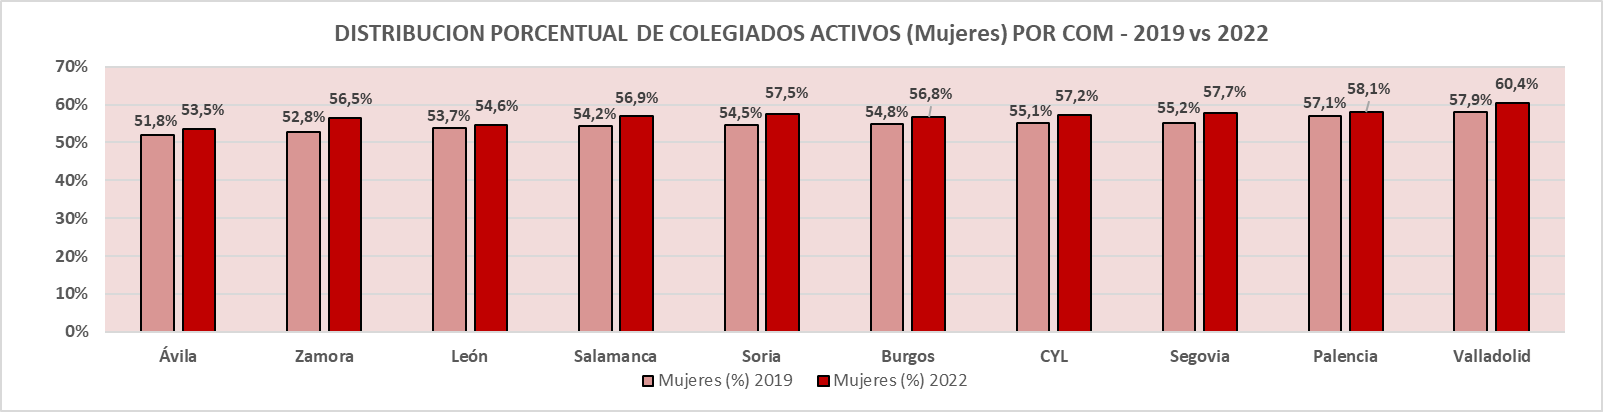 DISTRIBUCION PORCENTUAL DE COLEGIADOS ACTIVOS (Mujeres) POR COM - 2019 vs 2022
70%
60%
50%
40%
30%
20%
10%
0%
51,8% 53,5% 52,8% 56,5% 53,7% 54,6% 54,2% 56,9% 54,5% 57,5% 54,8% 56,8% 55,1% 57,2% 55,2% 57,7% 57,1% 58,1% 57,9% 60,4%
Ávila Zamora León Salamanca Soria Burgos CYL Segovia Palencia Valladolid
Mujeres (%) 2019 Mujeres (%) 2022